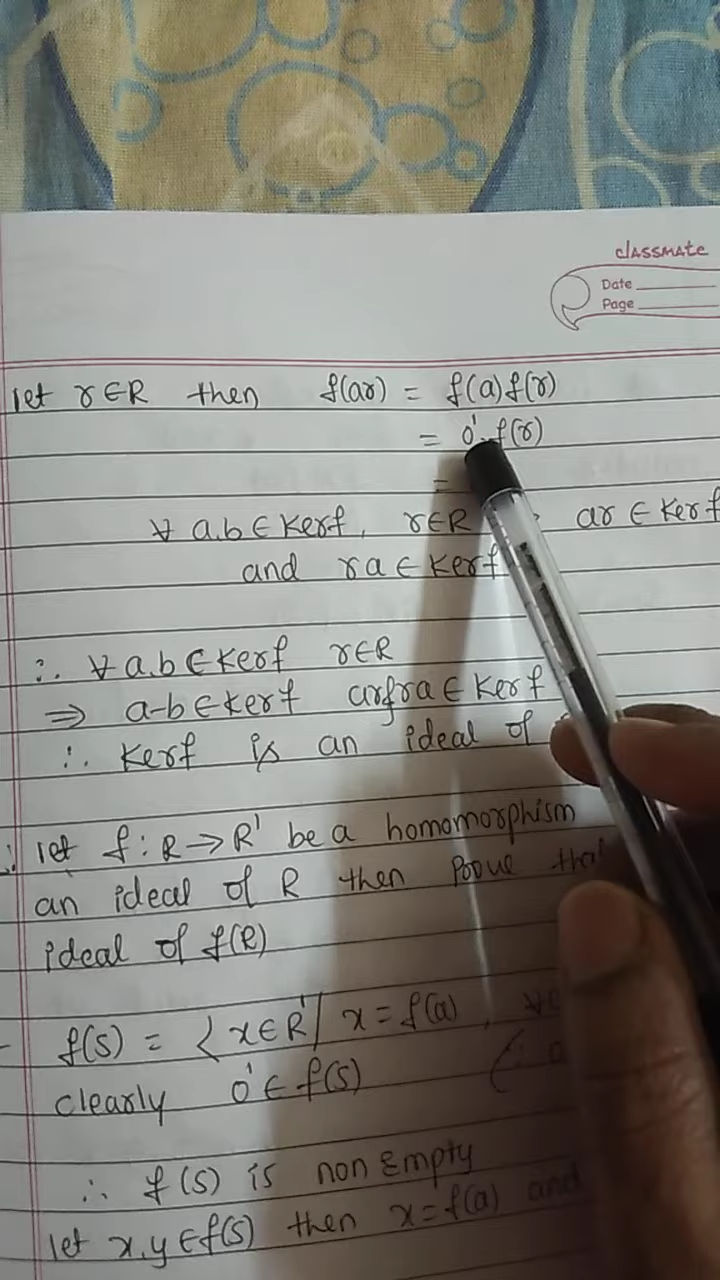 classmate
Date
Page
let r∈R then f(ar) = f(a)f(r)
= 0'.f(r)
=
∀ a,b ∈ Kerf, r∈R ar ∈ Kerf
and ra ∈ Kerf
∴ ∀ a,b ∈ Kerf r∈R
⇒ a-b ∈ Kerf ar,ra ∈ Kerf
∴ Kerf is an ideal of
let f: R → R' be a homomorphism
an ideal of R then Prove that
ideal of f(R)
f(S) = {x∈R'/ x = f(a), ∀
clearly 0' ∈ f(S)
∴ f(S) is non Empty
let x,y ∈ f(S) then x = f(a) and